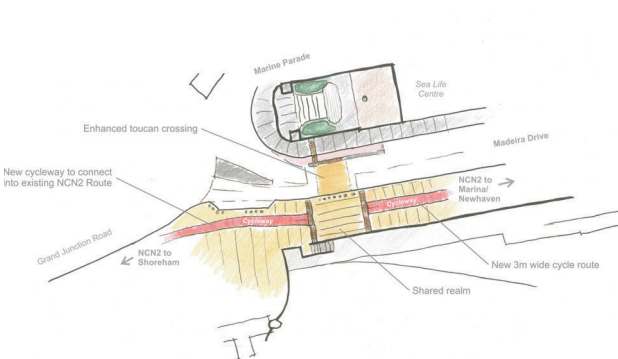 Marine Parade
Sea Life
Centre
Enhanced toucan crossing
Madeira Drive
New cycleway to connect
into existing NCN2 Route
NCN2 to
Marina/
Newhaven
Cycleway
Cycleway
Grand Junction Road
NCN2 to
Shoreham
New 3m wide cycle route
Shared realm